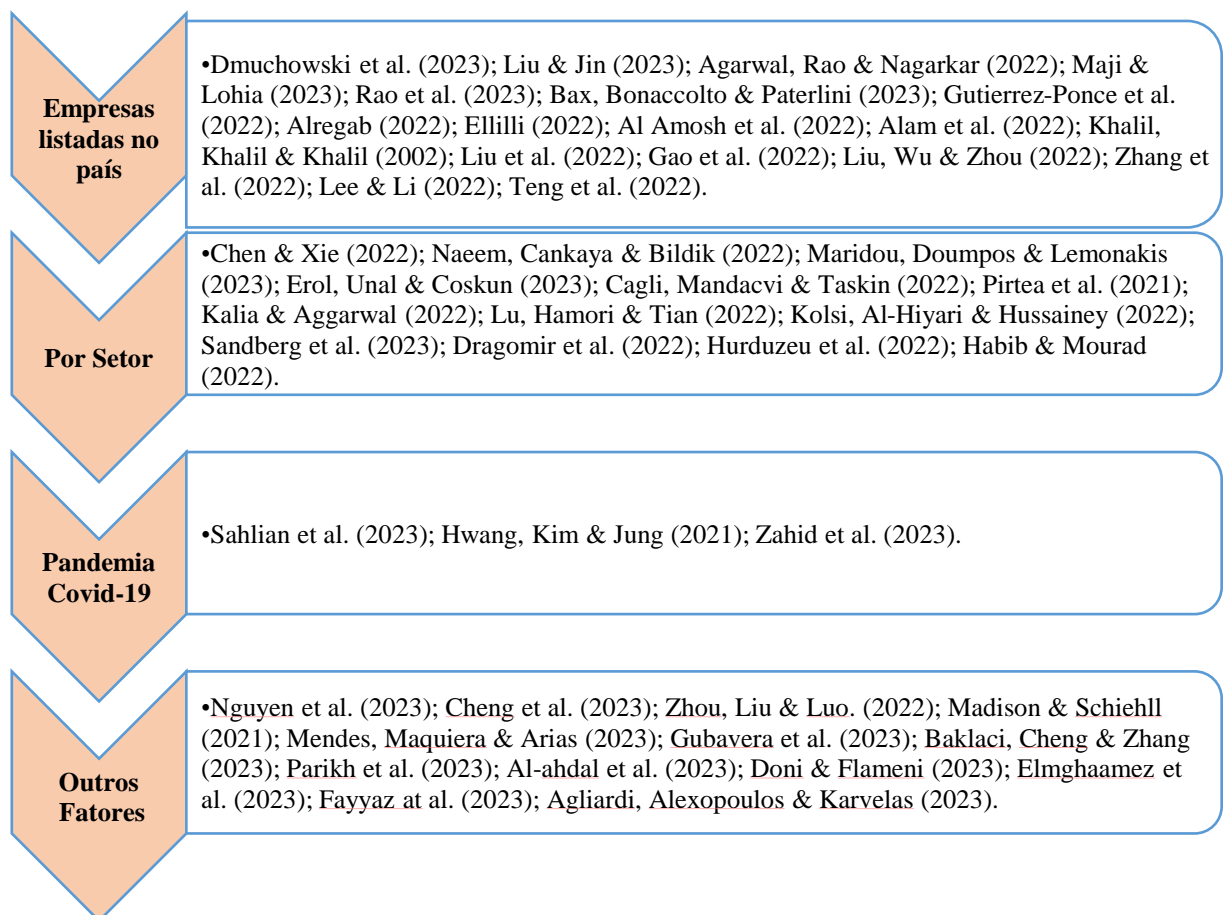 Empresas
listadas no
país
•Dmuchowski et al. (2023); Liu & Jin (2023); Agarwal, Rao & Nagarkar (2022); Maji &
Lohia (2023); Rao et al. (2023); Bax, Bonaccolto & Paterlini (2023); Gutierrez-Ponce et al.
(2022); Alregab (2022); Ellilli (2022); Al Amosh et al. (2022); Alam et al. (2022); Khalil,
Khalil & Khalil (2002); Liu et al. (2022); Gao et al. (2022); Liu, Wu & Zhou (2022); Zhang et
al. (2022); Lee & Li (2022); Teng et al. (2022).
Por Setor
•Chen & Xie (2022); Naeem, Cankaya & Bildik (2022); Maridou, Doumpos & Lemonakis
(2023); Erol, Unal & Coskun (2023); Cagli, Mandacvi & Taskin (2022); Pirtea et al. (2021);
Kalia & Aggarwal (2022); Lu, Hamori & Tian (2022); Kolsi, Al-Hiyari & Hussainey (2022);
Sandberg et al. (2023); Dragomir et al. (2022); Hurduzeu et al. (2022); Habib & Mourad
(2022).
Pandemia
Covid-19
•Sahlian et al. (2023); Hwang, Kim & Jung (2021); Zahid et al. (2023).
Outros
Fatores
•Nguyen et al. (2023); Cheng et al. (2023); Zhou, Liu & Luo. (2022); Madison & Schiehll
(2021); Mendes, Maquiera & Arias (2023); Gubavera et al. (2023); Baklaci, Cheng & Zhang
(2023); Parikh et al. (2023); Al-ahdal et al. (2023); Doni & Flameni (2023); Elmghaamez et
al. (2023); Fayyaz at al. (2023); Agliardi, Alexopoulos & Karvelas (2023).